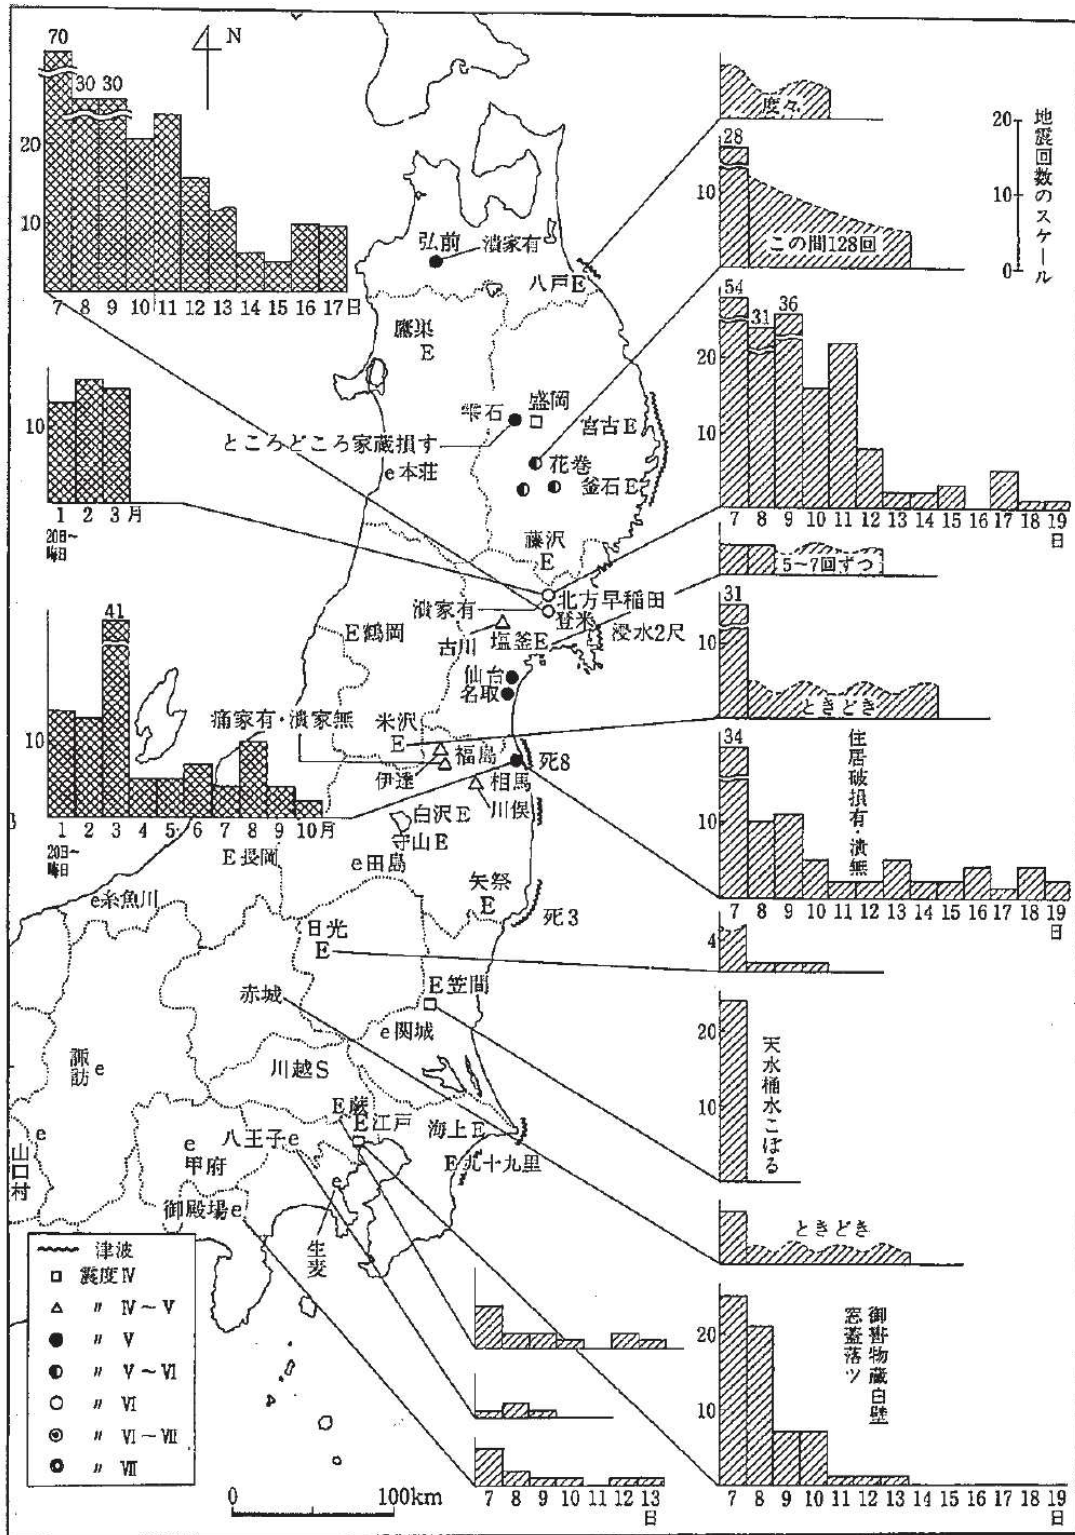 70
30 30
20
10
7 8 9 10 11 12 13 14 15 16 17日
N
10
1 2 3月
20日~
晦日
41
10
1 2 3 4 5 6 7 8 9 10月
20日~
晦日
度々
28
10
この間128回
20
10
0
地震回数のスケール
54
31
36
20
10
7 8 9 10 11 12 13 14 15 16 17 18 19
日
5~7回ずつ
31
10
ときどき
34
10
住居破損有・潰無
7 8 9 10 11 12 13 14 15 16 17 18 19
日
4
20
10
天水桶水こぼる
ときどき
20
10
御書物蔵白壁
窓蓋落ツ
7 8 9 10 11 12 13 14 15 16 17 18 19
日
7 8 9 10 11 12 13
日
弘前
潰家有
八戸E
鷹巣
E
雫石
盛岡
宮古E
ところどころ家蔵損す
e本荘
花巻
釜石E
藤沢
E
潰家有
北方早稲田
登米
古川
塩釜E
浸水2尺
E鶴岡
仙台
名取
痛家有・潰家無
米沢
E
福島
伊達
死8
相馬
川俣
白沢E
守山E
E長岡
e田島
e糸魚川
矢祭
E
死3
日光
E
赤城
E笠間
e関城
諏訪e
川越S
E蕨
E江戸
海上E
八王子e
E九十九里
e
甲府
e
山口村
御殿場e
e
生麦
津波
震度Ⅳ
〃 Ⅳ~Ⅴ
〃 Ⅴ
〃 Ⅴ~Ⅵ
〃 Ⅵ
〃 Ⅵ~Ⅶ
〃 Ⅶ
0 100km